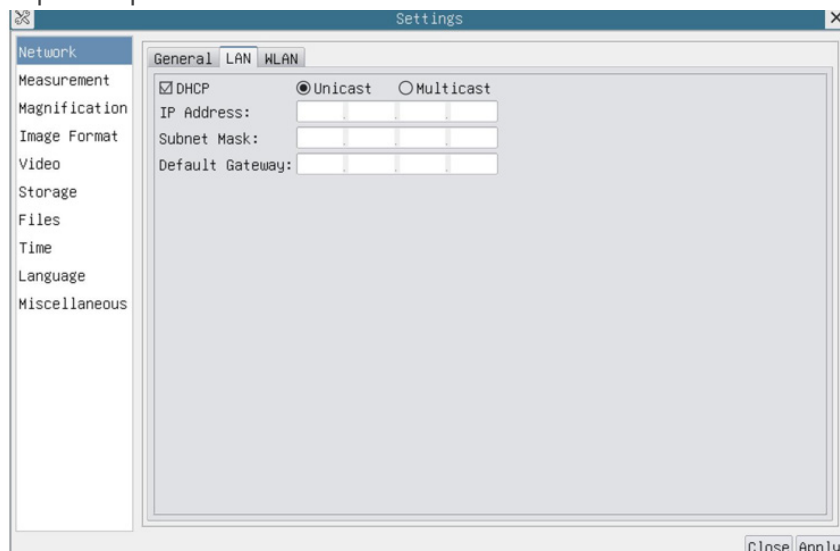 Settings
Network
Measurement
Magnification
Image Format
Video
Storage
Files
Time
Language
Miscellaneous
General LAN WLAN
DHCP Unicast Multicast
IP Address:
Subnet Mask:
Default Gateway:
Close Apply